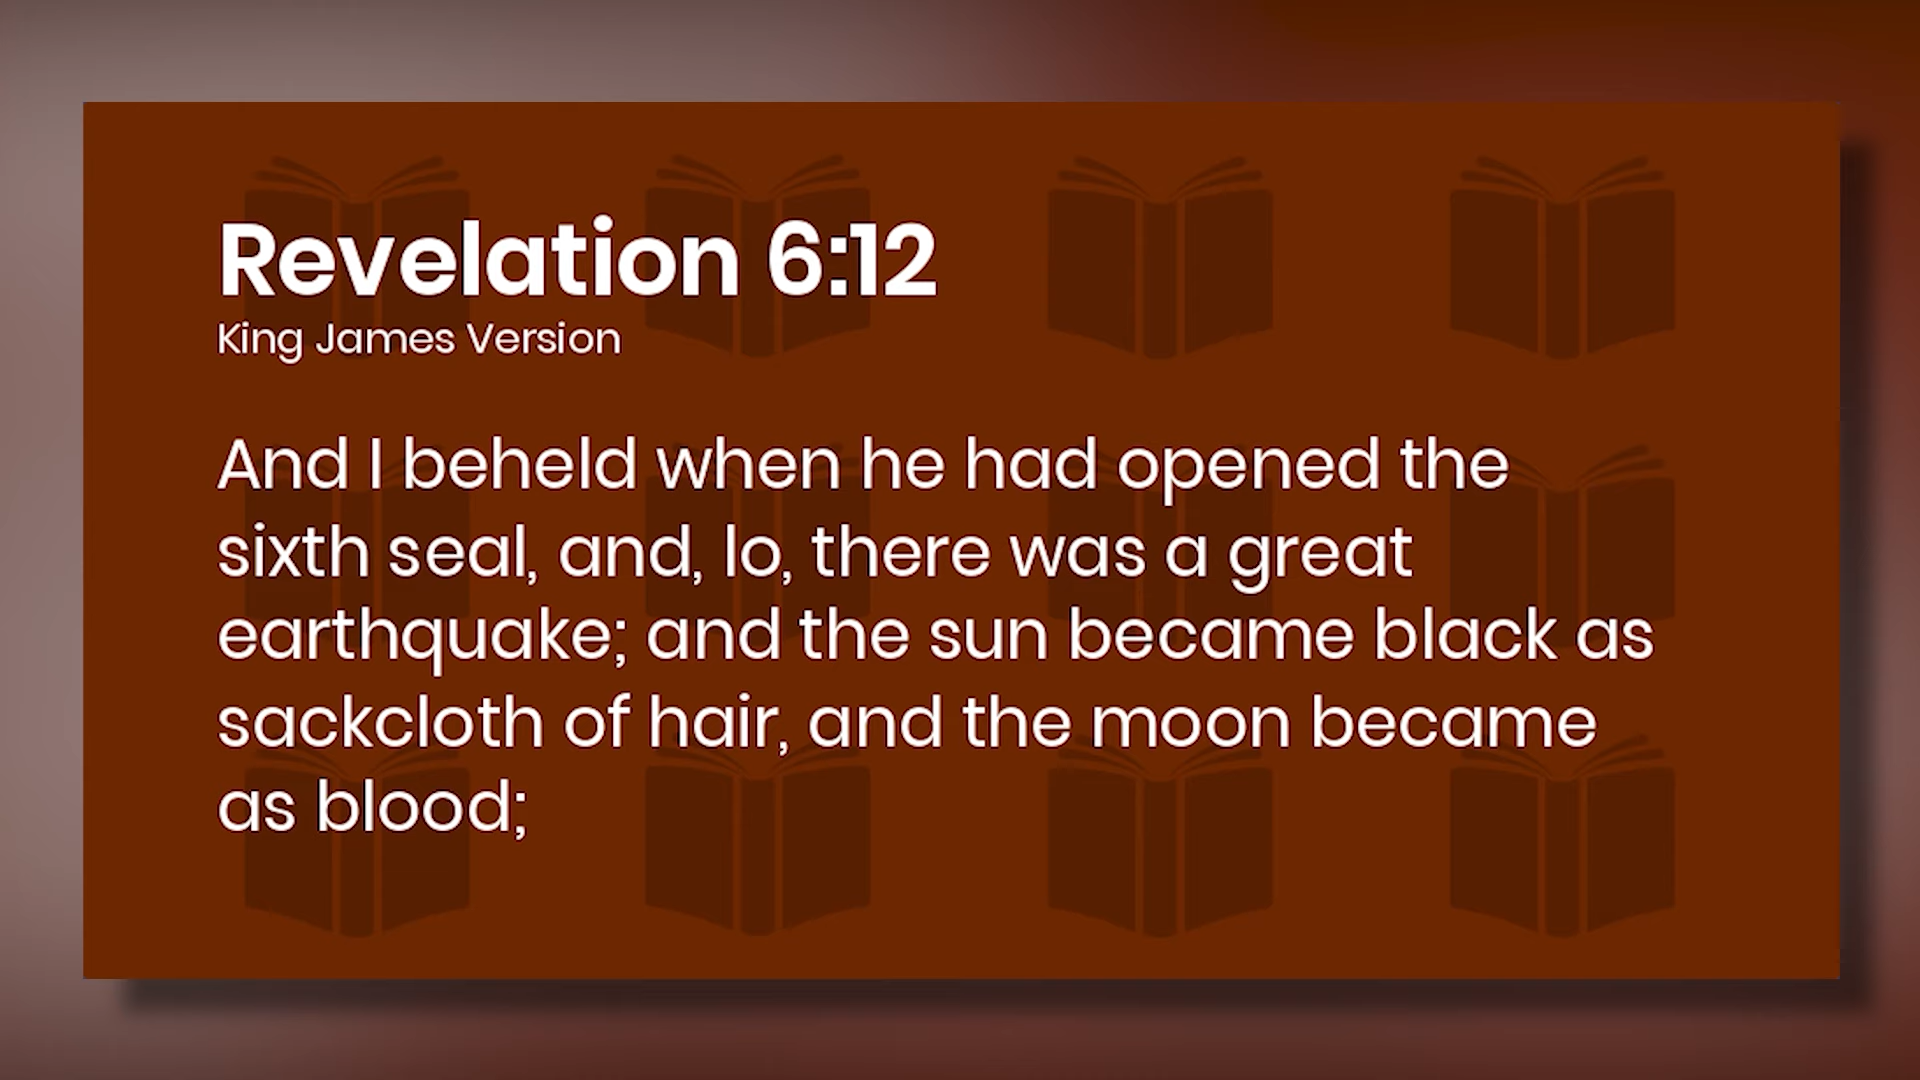 Revelation 6:12
King James Version
And I beheld when he had opened the
sixth seal, and, lo, there was a great
earthquake; and the sun became black as
sackcloth of hair, and the moon became
as blood;